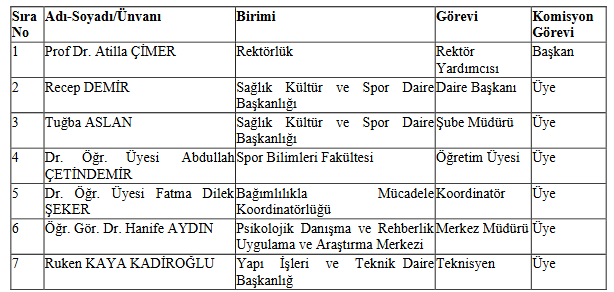 Sıra Adı-Soyadı/Ünvanı Birimi Görevi Komisyon
No Görevi
1 Prof Dr. Atilla ÇİMER Rektörlük Rektör Başkan
Yardımcısı
2 Recep DEMİR Sağlık Kültür ve Spor Daire Daire Başkanı Üye
Başkanlığı
3 Tuğba ASLAN Sağlık Kültür ve Spor Daire Şube Müdürü Üye
Başkanlığı
4 Dr. Öğr. Üyesi Abdullah Spor Bilimleri Fakültesi Öğretim Üyesi Üye
ÇETİNDEMİR
5 Dr. Öğr. Üyesi Fatma Dilek Bağımlılıkla Mücadele Koordinatör Üye
ŞEKER Koordinatörlüğü
6 Öğr. Gör. Dr. Hanife AYDIN Psikolojik Danışma ve Rehberlik Merkez Müdürü Üye
Uygulama ve Araştırma Merkezi
7 Ruken KAYA KADİROĞLU Yapı İşleri ve Teknik Daire Teknisyen Üye
Başkanlığ